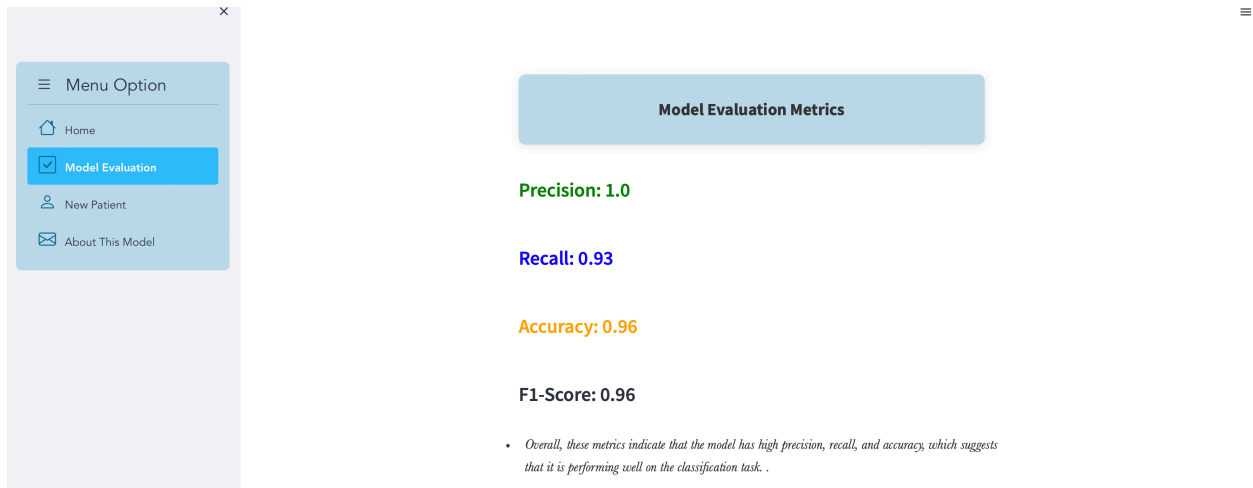 Menu Option
Home
Model Evaluation
New Patient
About This Model
Model Evaluation Metrics
Precision: 1.0
Recall: 0.93
Accuracy: 0.96
F1-Score: 0.96
• Overall, these metrics indicate that the model has high precision, recall, and accuracy, which suggests
that it is performing well on the classification task. .